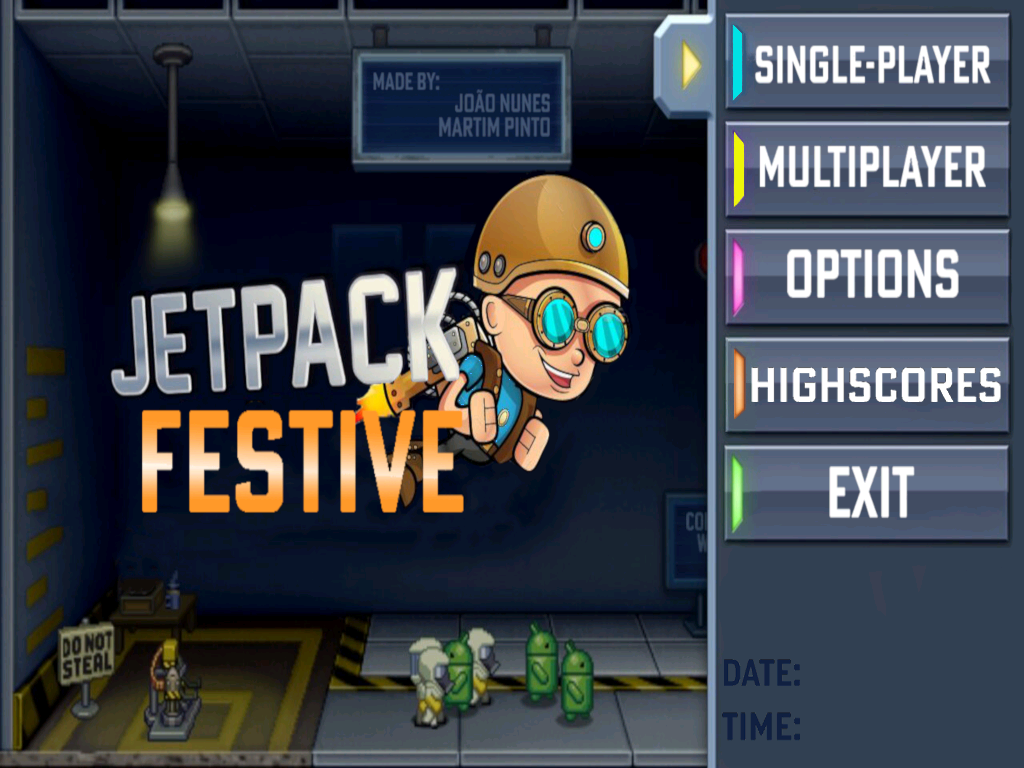 MADE BY:
JOÃO NUNES
MARTIM PINTO
JETPACK
FESTIVE
DO NOT
STEAL
SINGLE-PLAYER
MULTIPLAYER
OPTIONS
HIGHSCORES
EXIT
DATE:
TIME: